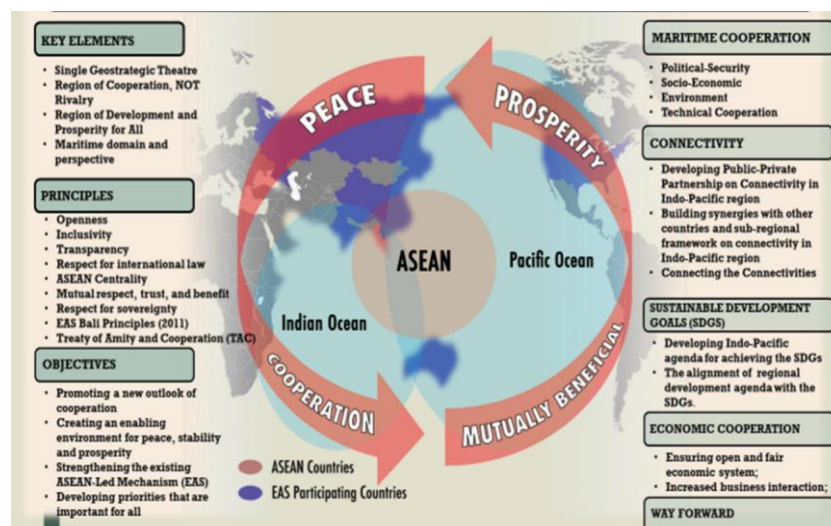 KEY ELEMENTS
• Single Geostrategic Theatre
• Region of Cooperation, NOT
Rivalry
• Region of Development and
Prosperity for All
• Maritime domain and
perspective
PRINCIPLES
• Openness
• Inclusivity
• Transparency
• Respect for international law
• ASEAN Centrality
• Mutual respect, trust, and benefit
• Respect for sovereignty
• EAS Bali Principles (2011)
• Treaty of Amity and Cooperation (TAC)
OBJECTIVES
• Promoting a new outlook of
cooperation
• Creating an enabling
environment for peace, stability
and prosperity
• Strengthening the existing
ASEAN-Led Mechanism (EAS)
• Developing priorities that are
important for all
PEACE
PROSPERITY
ASEAN
Pacific Ocean
Indian Ocean
COOPERATION
MUTUALLY BENEFICIAL
ASEAN Countries
EAS Participating Countries
MARITIME COOPERATION
• Political-Security
• Socio-Economic
• Environment
• Technical Cooperation
CONNECTIVITY
• Developing Public-Private
Partnership on Connectivity in
Indo-Pacific region
• Building synergies with other
countries and sub-regional
framework on connectivity in
Indo-Pacific region
• Connecting the Connectivities
SUSTAINABLE DEVELOPMENT
GOALS (SDGS)
• Developing Indo-Pacific
agenda for achieving the SDGs
• The alignment of regional
development agenda with the
SDGs.
ECONOMIC COOPERATION
• Ensuring open and fair
economic system;
• Increased business interaction;
WAY FORWARD